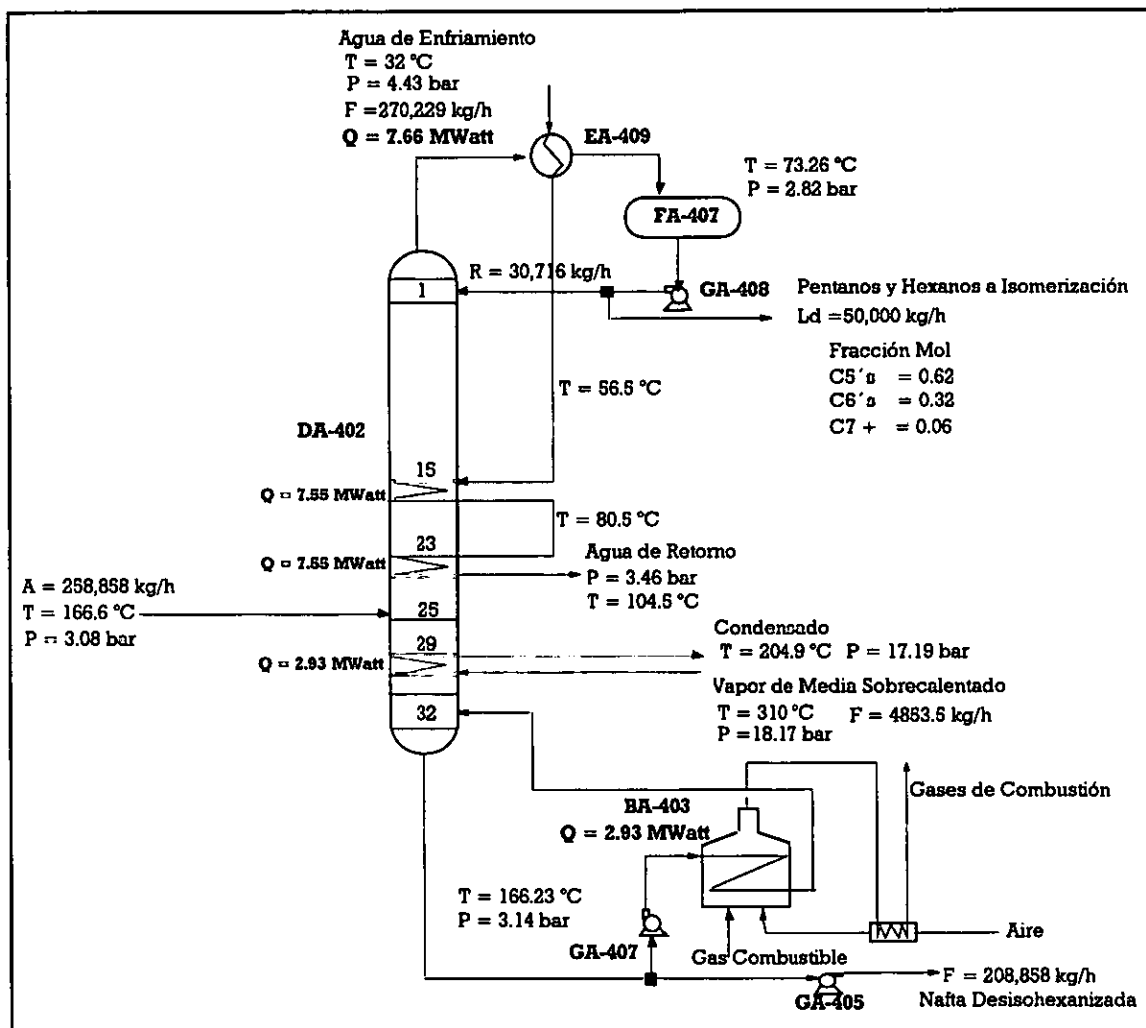 Agua de Enfriamiento
T = 32 °C
P = 4.43 bar
F =270,229 kg/h
Q = 7.66 MWatt
EA-409
T = 73.26 °C
P = 2.82 bar
FA-407
R = 30,716 kg/h
1
GA-408
Pentanos y Hexanos a Isomerización
Ld =50,000 kg/h
Fracción Mol
C5´s = 0.62
C6´s = 0.32
C7 + = 0.06
T = 56.5 °C
DA-402
15
Q = 7.55 MWatt
T = 80.5 °C
23
Q = 7.55 MWatt
Agua de Retorno
P = 3.46 bar
T = 104.5 °C
A = 258,858 kg/h
T = 166.6 °C
P = 3.08 bar
25
29
Q = 2.93 MWatt
Condensado
T = 204.9 °C P = 17.19 bar
Vapor de Media Sobrecalentado
T = 310 °C F = 4853.5 kg/h
P =18.17 bar
32
Gases de Combustión
BA-403
Q = 2.93 MWatt
T = 166.23 °C
P = 3.14 bar
Aire
GA-407
Gas Combustible
F = 208,858 kg/h
GA-405
Nafta Desisohexanizada